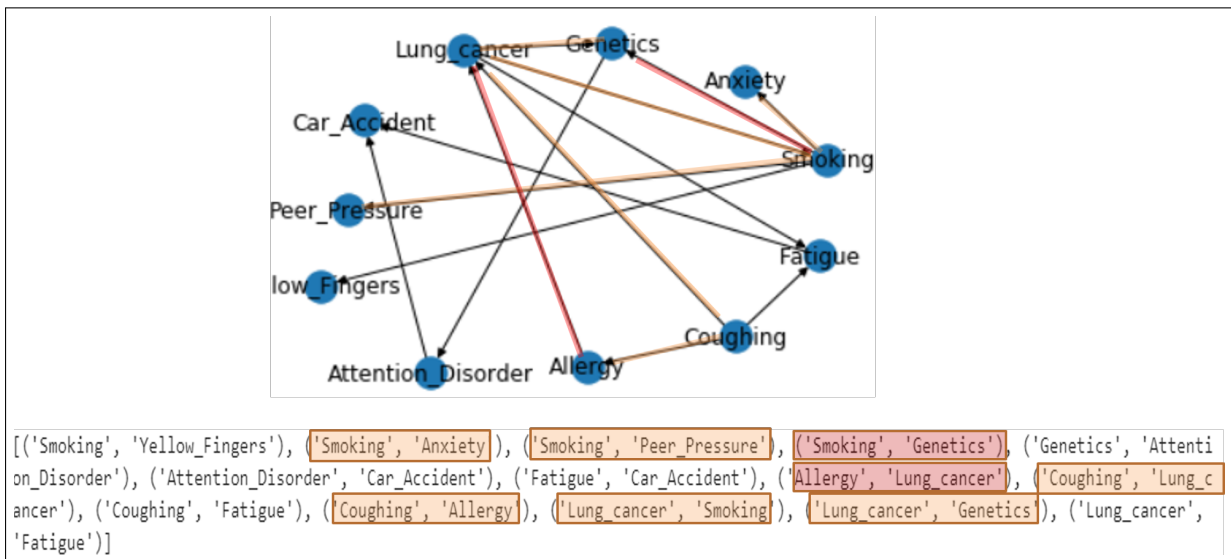 Lung_cancer
Genetics
Anxiety
Car_Accident
Smoking
Peer_Pressure
Fatigue
low_Fingers
Coughing
Attention_Disorder
Allergy
[('Smoking', 'Yellow_Fingers'), ('Smoking', 'Anxiety'), ('Smoking', 'Peer_Pressure'), ('Smoking', 'Genetics'), ('Genetics', 'Attenti
on_Disorder'), ('Attention_Disorder', 'Car_Accident'), ('Fatigue', 'Car_Accident'), ('Allergy', 'Lung_cancer'), ('Coughing', 'Lung_c
ancer'), ('Coughing', 'Fatigue'), ('Coughing', 'Allergy'), ('Lung_cancer', 'Smoking'), ('Lung_cancer', 'Genetics'), ('Lung_cancer',
'Fatigue')]